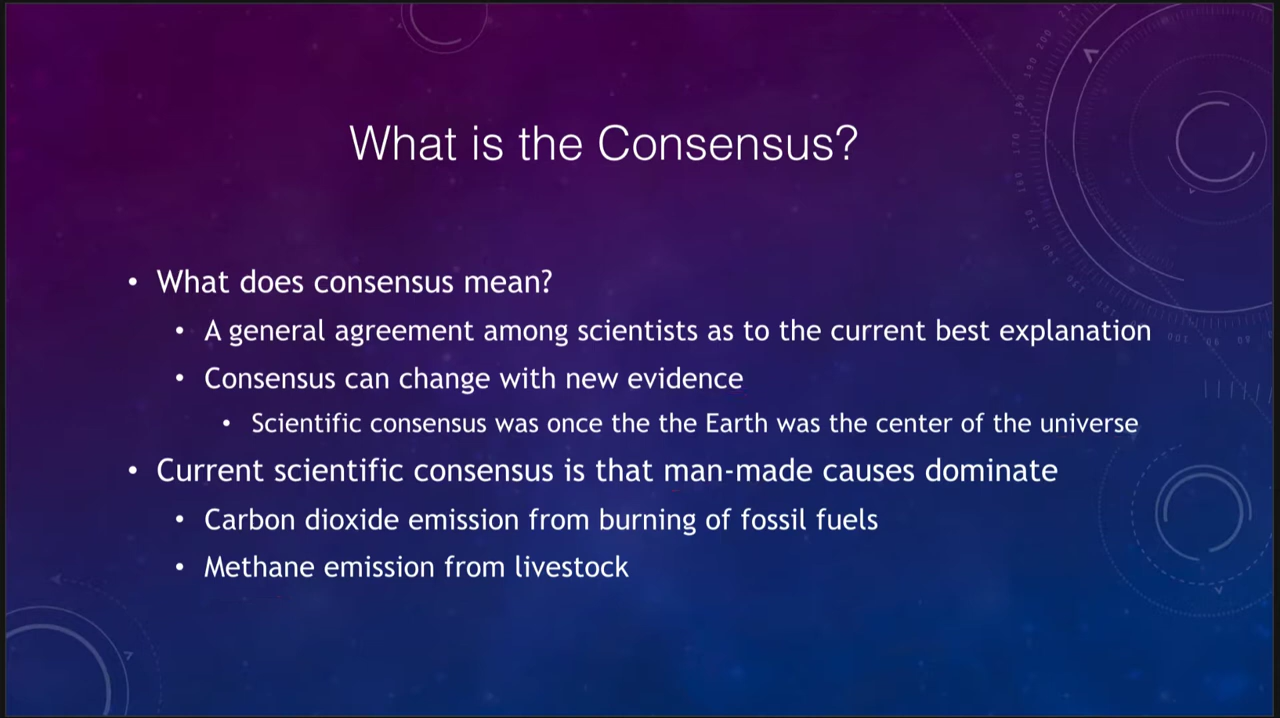 What is the Consensus?
• What does consensus mean?
• A general agreement among scientists as to the current best explanation
• Consensus can change with new evidence
• Scientific consensus was once the the Earth was the center of the universe
• Current scientific consensus is that man-made causes dominate
• Carbon dioxide emission from burning of fossil fuels
• Methane emission from livestock